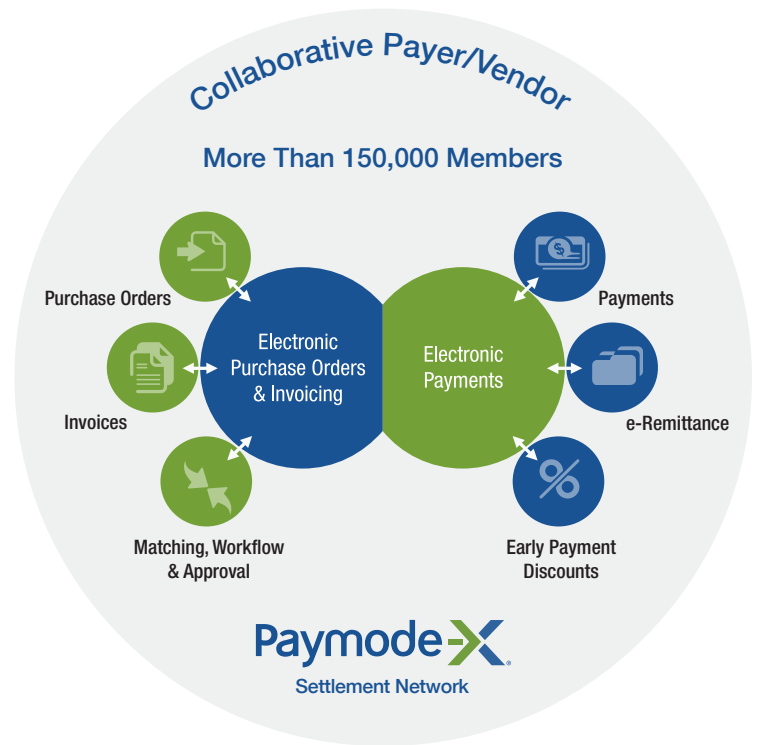 Collaborative Payer/Vendor
More Than 150,000 Members
Purchase Orders
Invoices
Matching, Workflow
& Approval
Electronic
Purchase Orders
& Invoicing
Electronic
Payments
$
Payments
e-Remittance
%
Early Payment
Discounts
Paymode-X®
Settlement Network